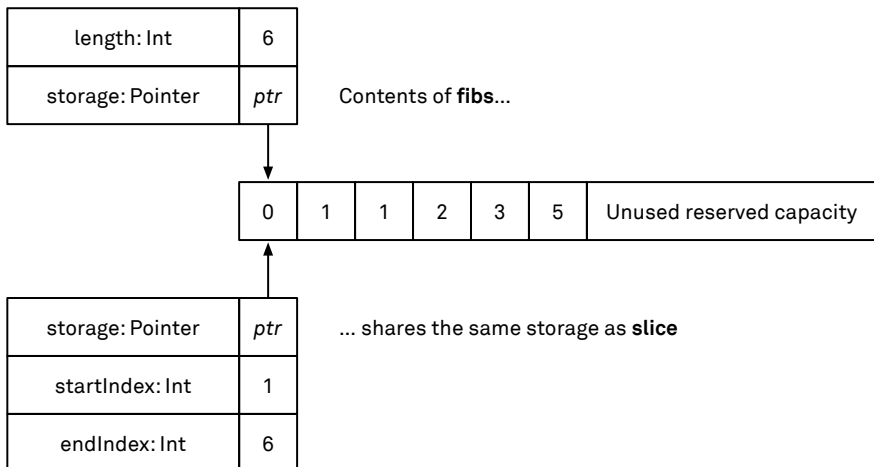 length: Int 6
storage: Pointer ptr Contents of fibs...
0 1 1 2 3 5 Unused reserved capacity
storage: Pointer ptr ... shares the same storage as slice
startIndex: Int 1
endIndex: Int 6